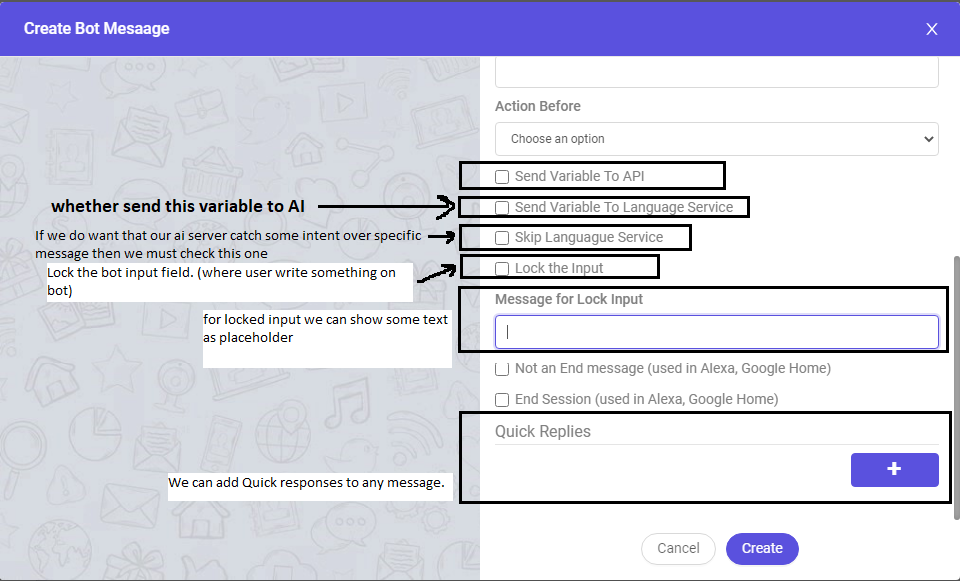 Create Bot Mesaage
X
Action Before
Choose an option
Send Variable To API
whether send this variable to AI
Send Variable To Language Service
If we do want that our ai server catch some intent over specific
message then we must check this one
Skip Languague Service
Lock the bot input field. (where user write something on
bot)
Lock the Input
Message for Lock Input
for locked input we can show some text
as placeholder
Not an End message (used in Alexa, Google Home)
End Session (used in Alexa, Google Home)
Quick Replies
+
We can add Quick responses to any message.
Cancel
Create